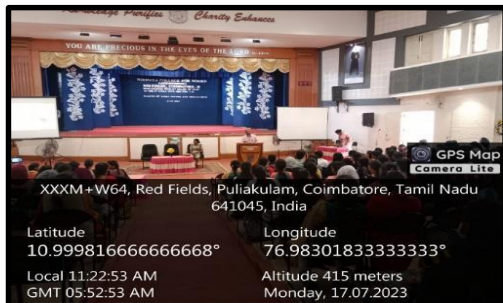 Knowledge Purifies Charity Enhances
YOU ARE PRECIOUS IN THE EYES OF THE LORD
GPS Map
Camera Lite
XXXM+W64, Red Fields, Puliakulam, Coimbatore, Tamil Nadu
641045, India
Latitude
Longitude
10.999816666666668°
76.98301833333333°
Local 11:22:53 AM
Altitude 415 meters
GMT 05:52:53 AM
Monday, 17.07.2023